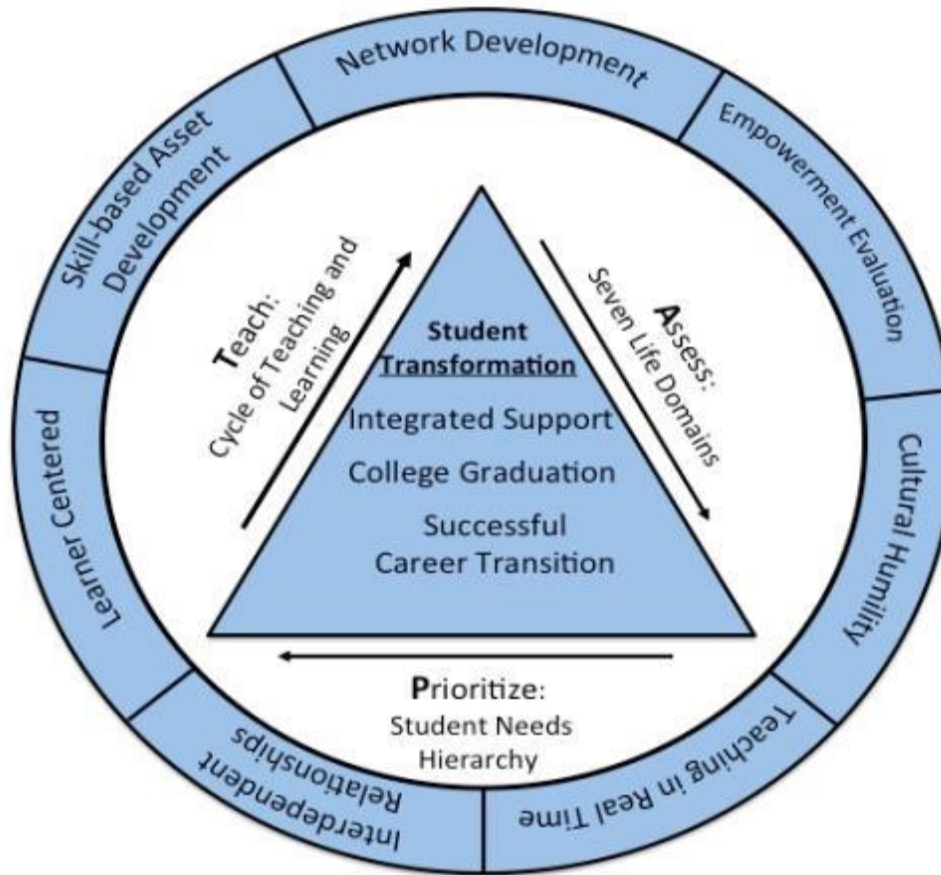 Network Development
Empowerment Evaluation
Cultural Humility
Teaching in Real Time
Interdependent
Relationships
Learner Centered
Skill-based Asset
Development
Teach:
Cycle of Teaching and
Learning
Assess:
Seven Life Domains
Prioritize:
Student Needs
Hierarchy
Student
Transformation
Integrated Support
College Graduation
Successful
Career Transition